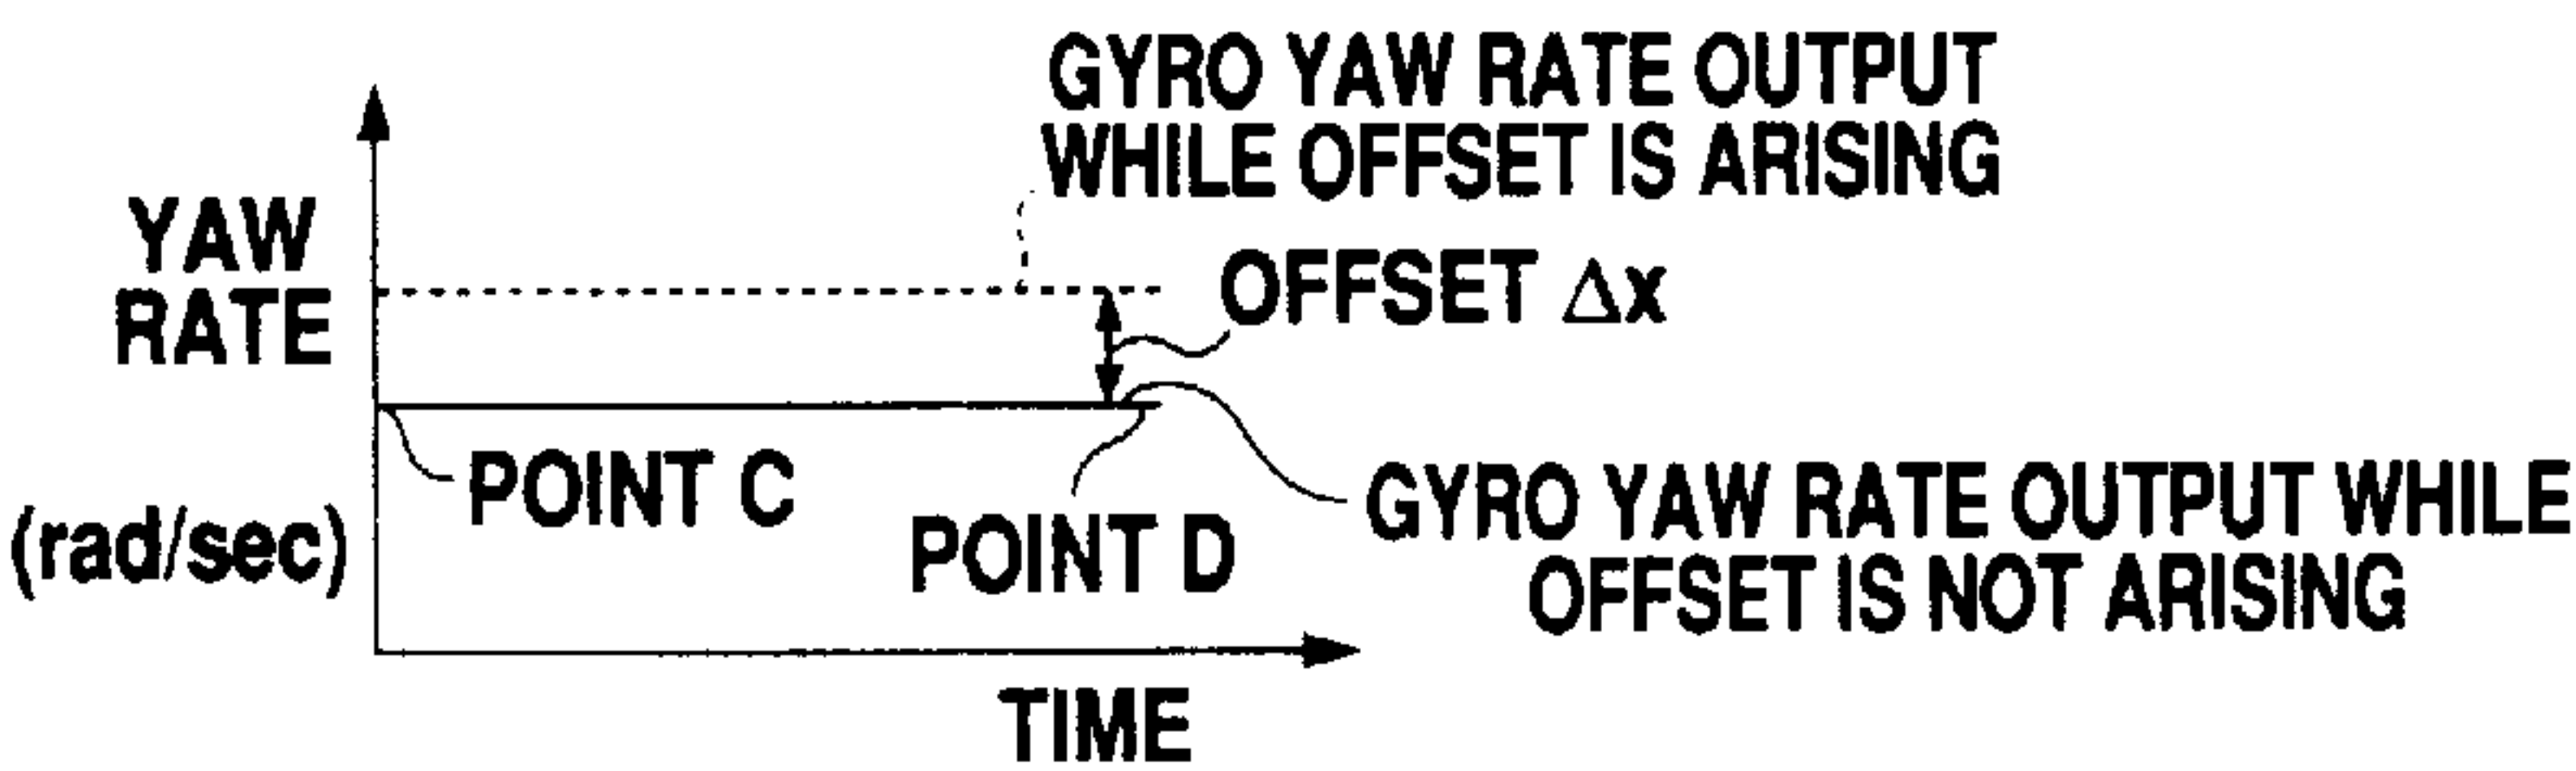 GYRO YAW RATE OUTPUT
WHILE OFFSET IS ARISING
YAW
RATE
OFFSET Δx
POINT C
(rad/sec)
POINT D
GYRO YAW RATE OUTPUT WHILE
OFFSET IS NOT ARISING
TIME